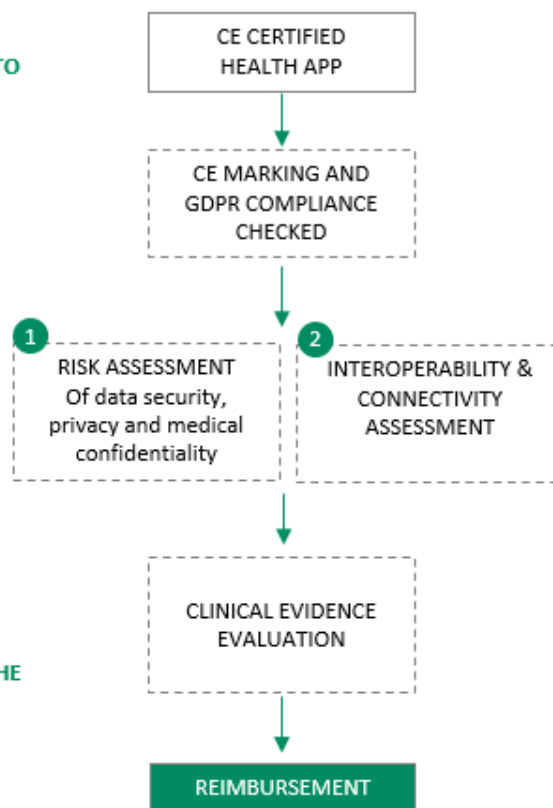 CE CERTIFIED
HEALTH APP
TO
CE MARKING AND
GDPR COMPLIANCE
CHECKED
1
RISK ASSESSMENT
Of data security,
privacy and medical
confidentiality
2
INTEROPERABILITY &
CONNECTIVITY
ASSESSMENT
CLINICAL EVIDENCE
EVALUATION
HE
REIMBURSEMENT